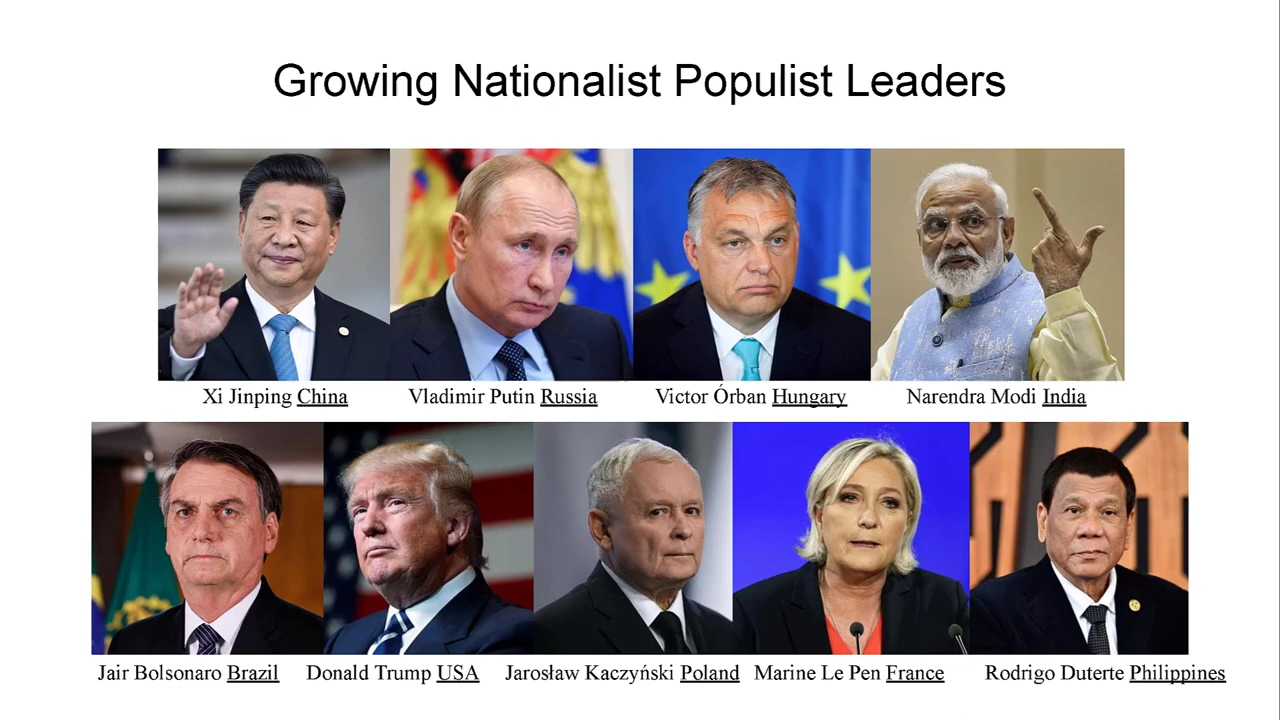 Growing Nationalist Populist Leaders
Xi Jinping China
Vladimir Putin Russia
Victor Órban Hungary
Narendra Modi India
Jair Bolsonaro Brazil
Donald Trump USA
Jarosław Kaczyński Poland
Marine Le Pen France
Rodrigo Duterte Philippines